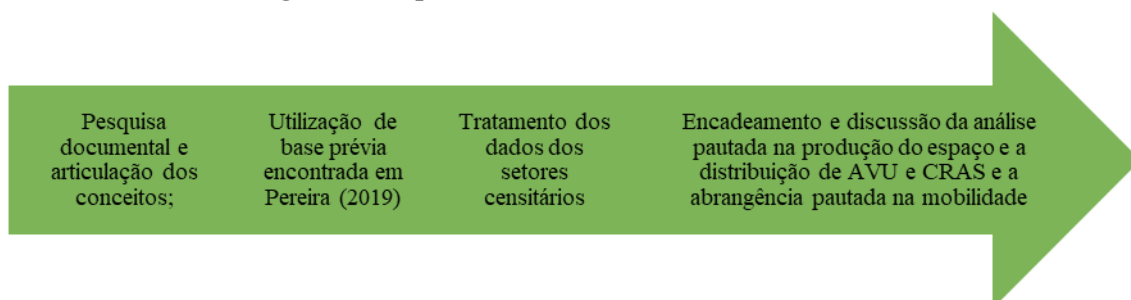 Pesquisa
documental e
articulação dos
conceitos;
Utilização de
base prévia
encontrada em
Pereira (2019)
Tratamento dos
dados dos
setores
censitários
Encadeamento e discussão da análise
pautada na produção do espaço e a
distribuição de AVU e CRAS e a
abrangência pautada na mobilidade